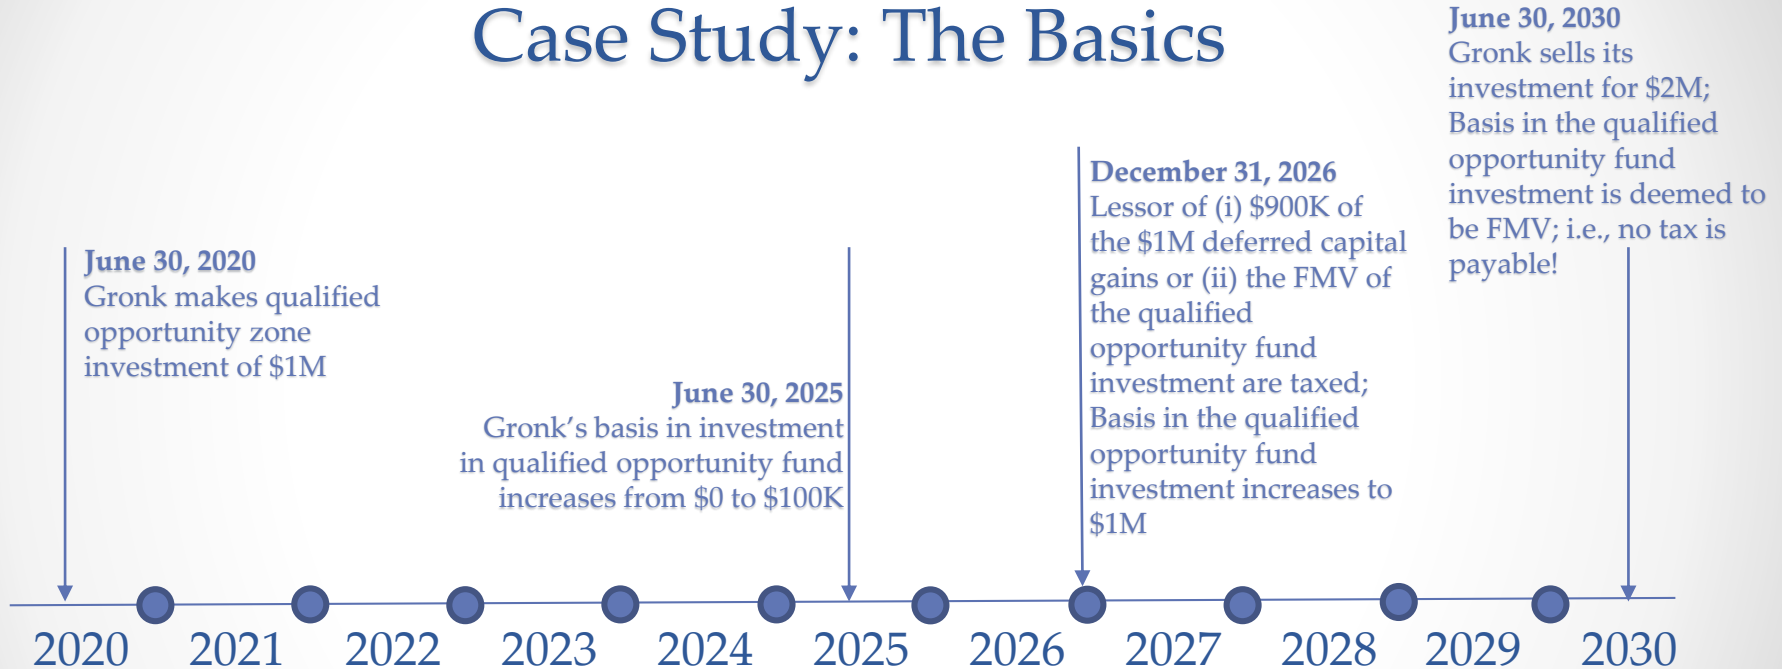 Case Study: The Basics
June 30, 2020
Gronk makes qualified
opportunity zone
investment of $1M
June 30, 2025
Gronk’s basis in investment
in qualified opportunity fund
increases from $0 to $100K
December 31, 2026
Lessor of (i) $900K of
the $1M deferred capital
gains or (ii) the FMV of
the qualified
opportunity fund
investment are taxed;
Basis in the qualified
opportunity fund
investment increases to
$1M
June 30, 2030
Gronk sells its
investment for $2M;
Basis in the qualified
opportunity fund
investment is deemed to
be FMV; i.e., no tax is
payable!
2020 2021 2022 2023 2024 2025 2026 2027 2028 2029 2030